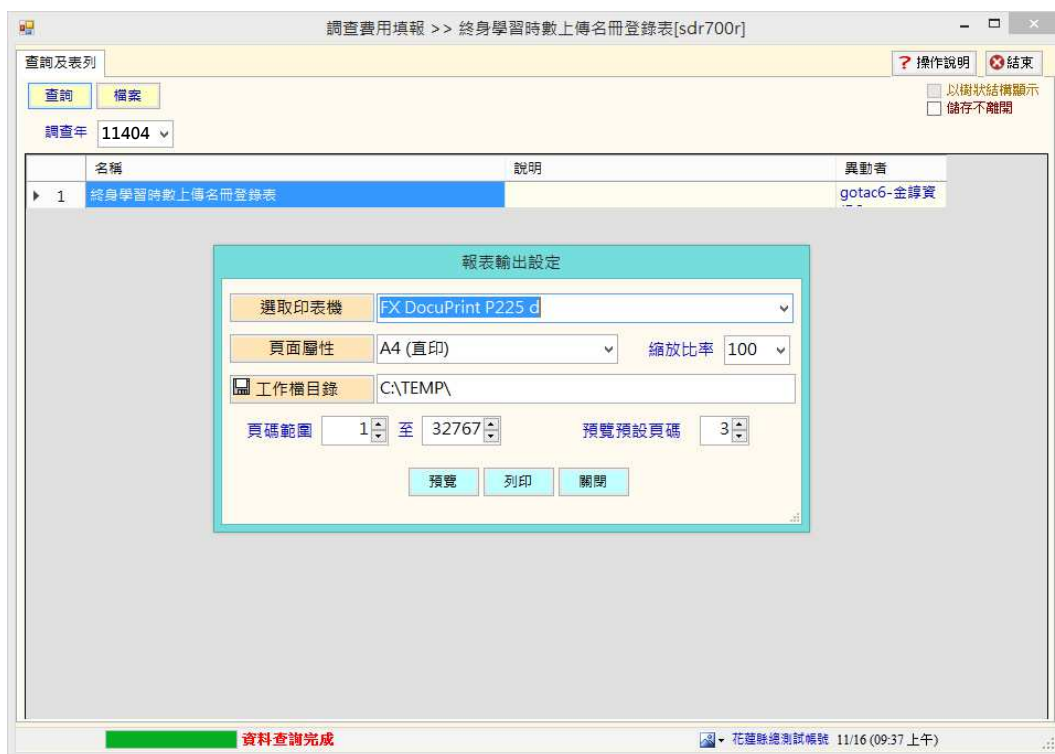 調查費用填報 >> 終身學習時數上傳名冊登錄表[sdr700r]
查詢及表列
? 操作說明 結束
查詢 檔案
以樹狀結構顯示
儲存不離開
調查年 11404
名稱 說明 異動者
1 終身學習時數上傳名冊登錄表 gotac6-金諄資
報表輸出設定
選取印表機 FX DocuPrint P225 d
頁面屬性 A4 (直印) 縮放比率 100
工作檔目錄 C:\TEMP\
頁碼範圍 1 至 32767 預覽預設頁碼 3
預覽 列印 關閉
資料查詢完成 花蓮縣總測試帳號 11/16 (09:37 上午)